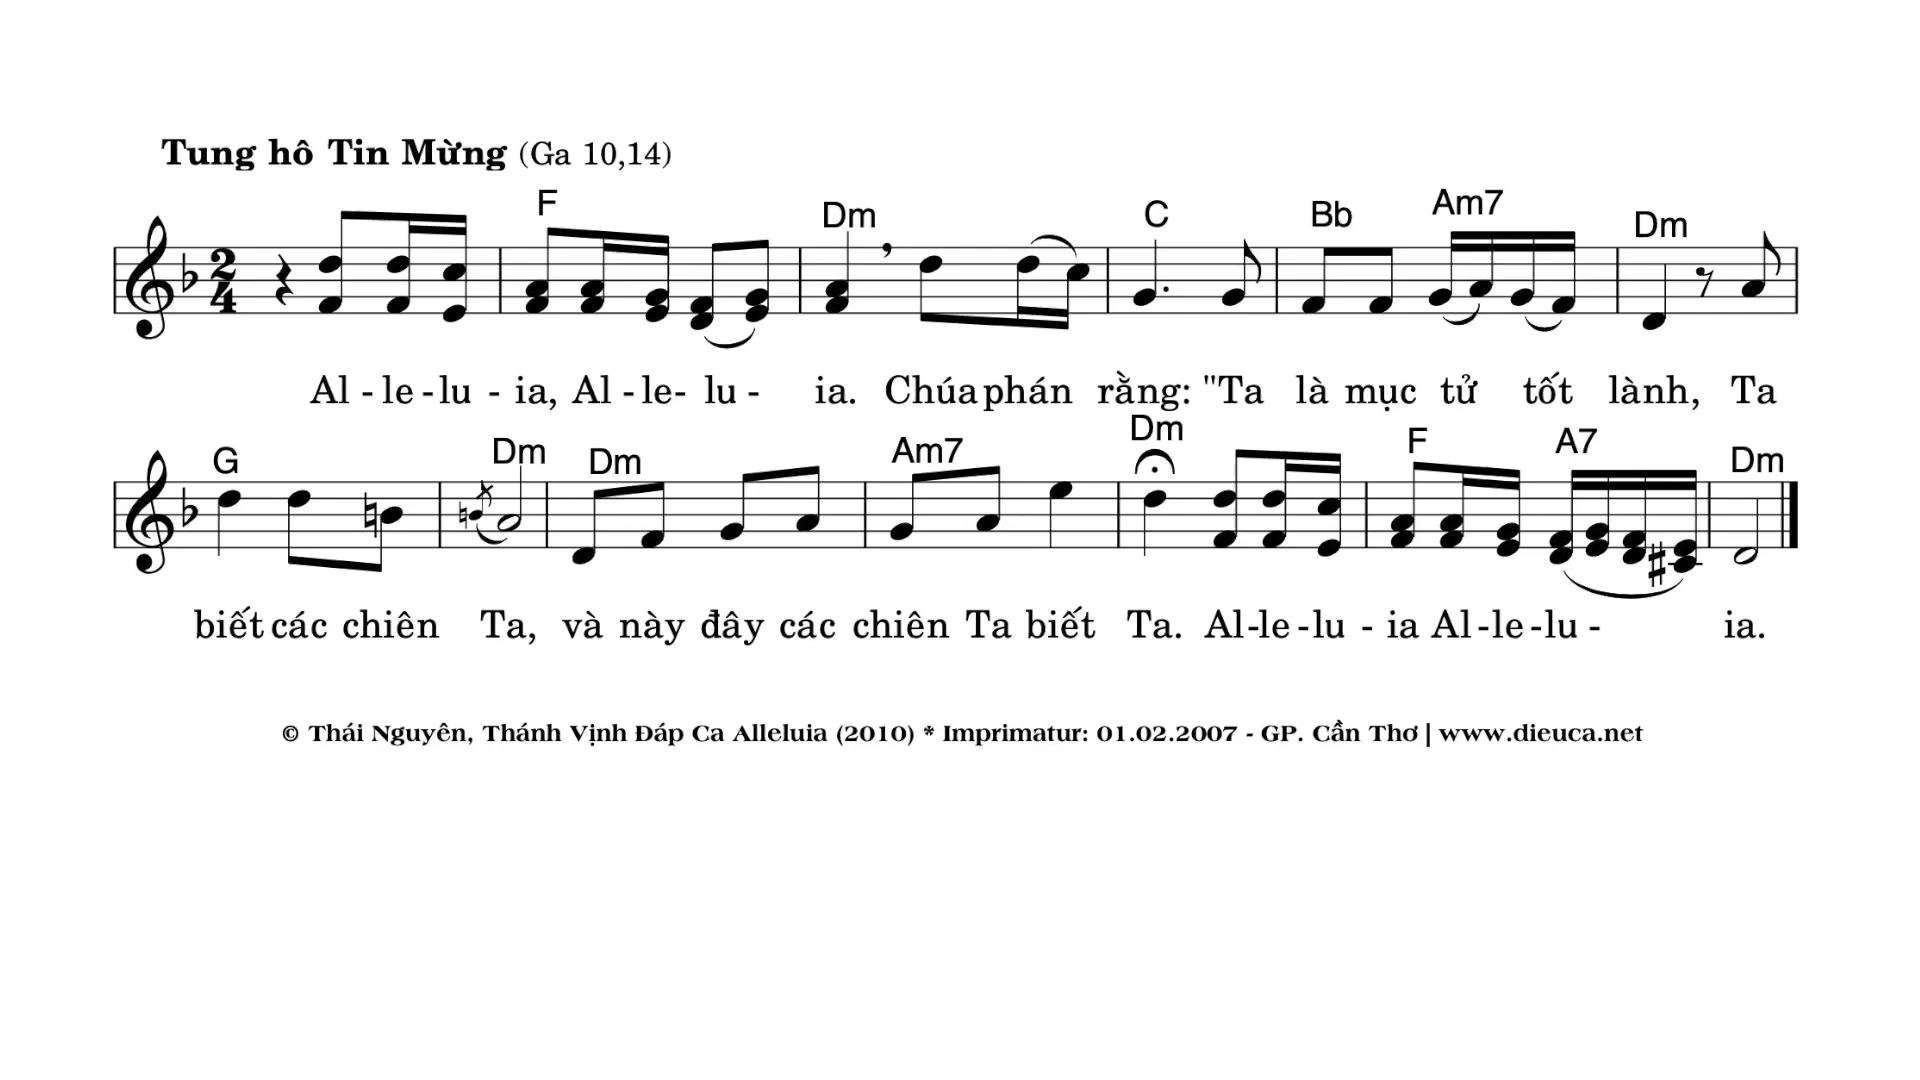 Tung hô Tin Mừng (Ga 10,14)
F Dm C Bb Am7 Dm
2
4
Al - le - lu - ia, Al - le - lu - ia. Chúa phán rằng: "Ta là mục tử tốt lành, Ta
G Dm Dm Am7 Dm F A7 Dm
biết các chiên Ta, và này đây các chiên Ta biết Ta. Al-le-lu - ia Al-le-lu - ia.
© Thái Nguyên, Thánh Vịnh Đáp Ca Alleluia (2010) * Imprimatur: 01.02.2007 - GP. Cần Thơ | www.dieuca.net